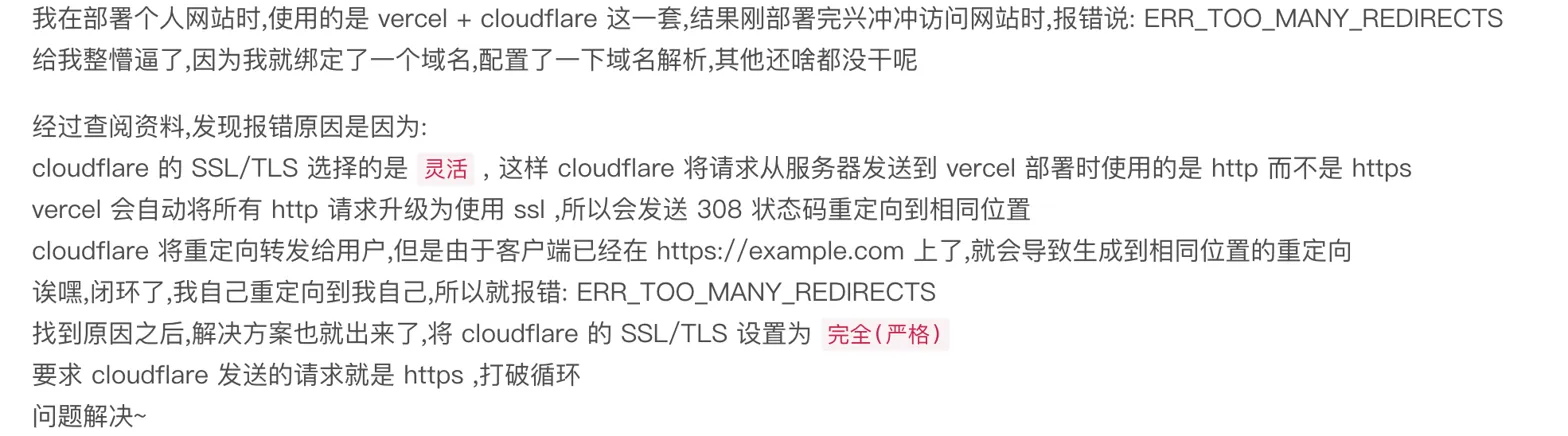 我在部署个人网站时,使用的是 vercel + cloudflare 这一套,结果刚部署完兴冲冲访问网站时,报错说: ERR_TOO_MANY_REDIRECTS
给我整懵逼了,因为我就绑定了一个域名,配置了一下域名解析,其他还啥都没干呢
经过查阅资料,发现报错原因是因为:
cloudflare 的 SSL/TLS 选择的是 灵活 , 这样 cloudflare 将请求从服务器发送到 vercel 部署时使用的是 http 而不是 https
vercel 会自动将所有 http 请求升级为使用 ssl ,所以会发送 308 状态码重定向到相同位置
cloudflare 将重定向转发给用户,但是由于客户端已经在 https://example.com 上了,就会导致生成到相同位置的重定向
诶嘿,闭环了,我自己重定向到我自己,所以就报错: ERR_TOO_MANY_REDIRECTS
找到原因之后,解决方案也就出来了,将 cloudflare 的 SSL/TLS 设置为 完全(严格)
要求 cloudflare 发送的请求就是 https ,打破循环
问题解决~